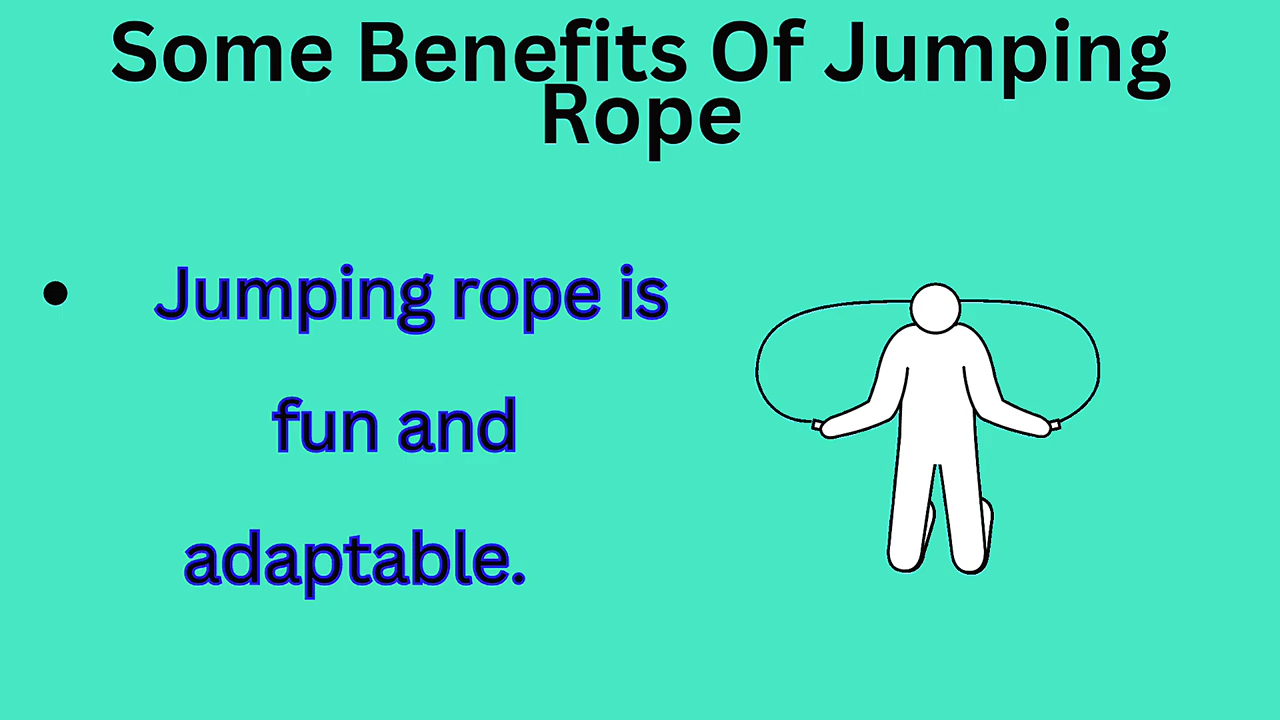 Some Benefits Of Jumping
Rope
• Jumping rope is
fun and
adaptable.